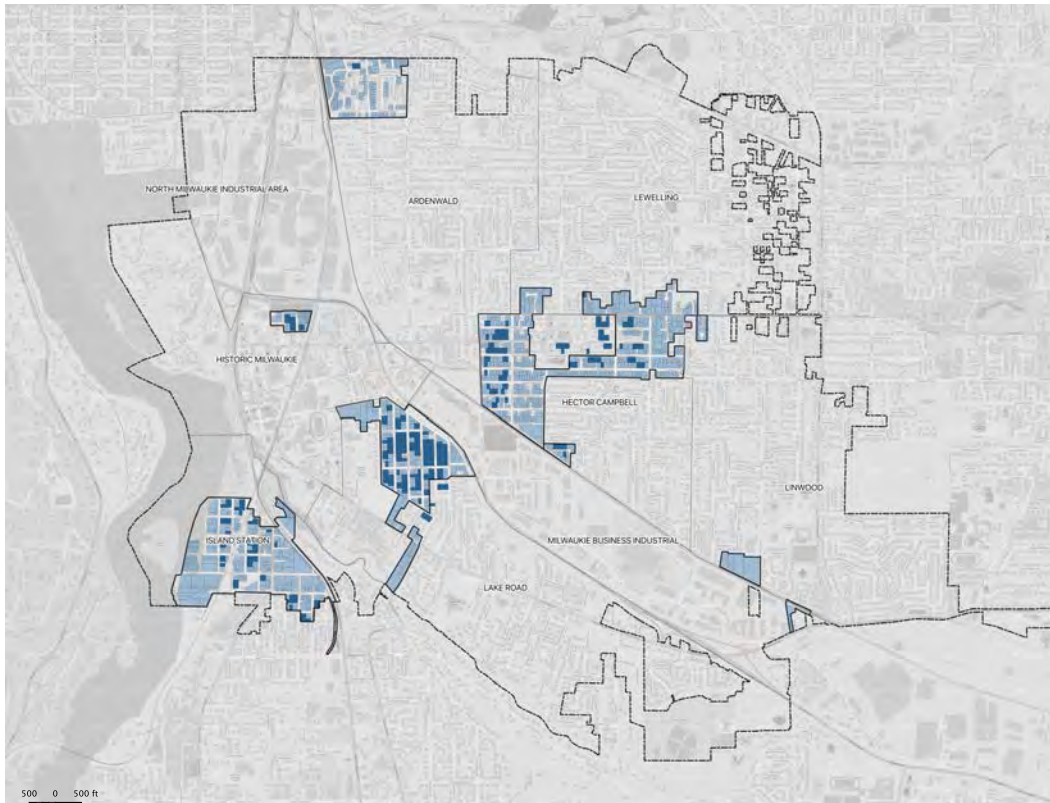 NORTH MILWAUKIE INDUSTRIAL AREA
ARDENWALD
LEWELLING
HISTORIC MILWAUKIE
HECTOR CAMPBELL
LINWOOD
ISLAND STATION
MILWAUKIE BUSINESS INDUSTRIAL
LAKE ROAD
500 0 500 ft